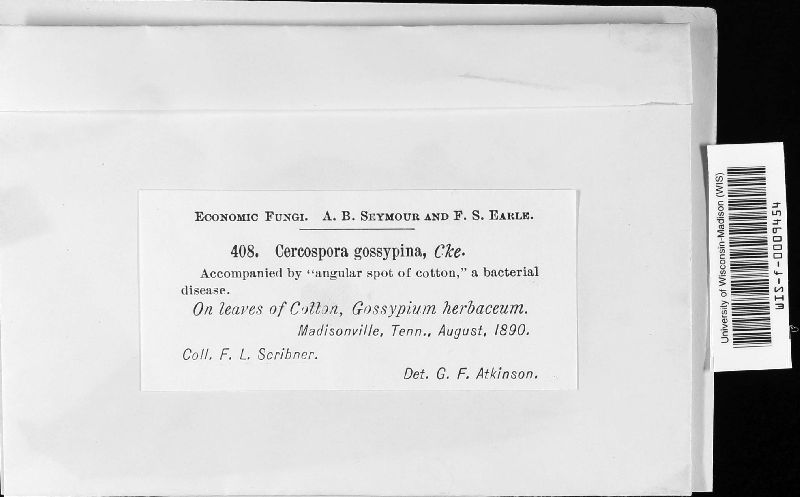 ECONOMIC FUNGI. A. B. SEYMOUR AND F. S. EARLE.
408. Cercospora gossypina, Cke.
Accompanied by "angular spot of cotton," a bacterial
disease.
On leaves of Cotton, Gossypium herbaceum.
Madisonville, Tenn., August, 1890.
Coll. F. L. Scribner.
Det. G. F. Atkinson.
University of Wisconsin-Madison (WIS)
WIS-f-0009454